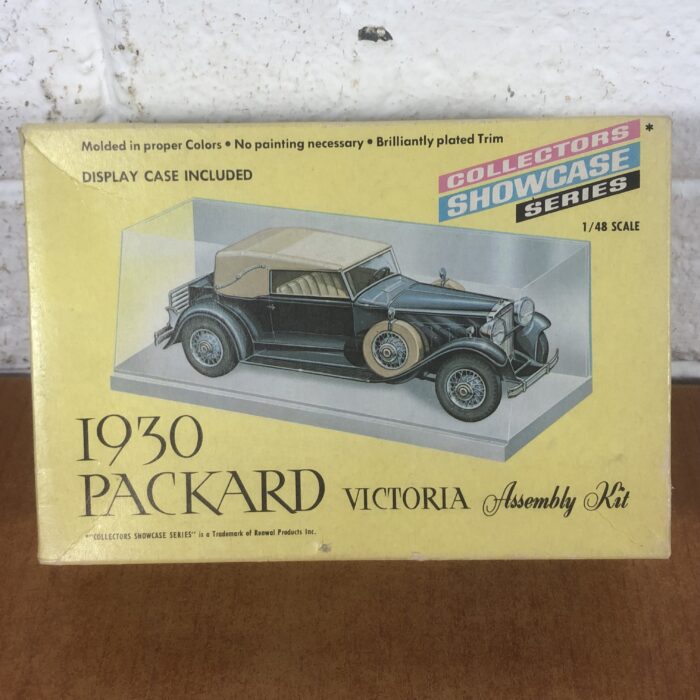 Molded in proper Colors • No painting necessary • Brilliantly plated Trim
DISPLAY CASE INCLUDED
COLLECTORS *
SHOWCASE
SERIES
1/48 SCALE
1930
PACKARD VICTORIA Assembly Kit
*"COLLECTORS SHOWCASE SERIES" is a Trademark of Renwal Products Inc.